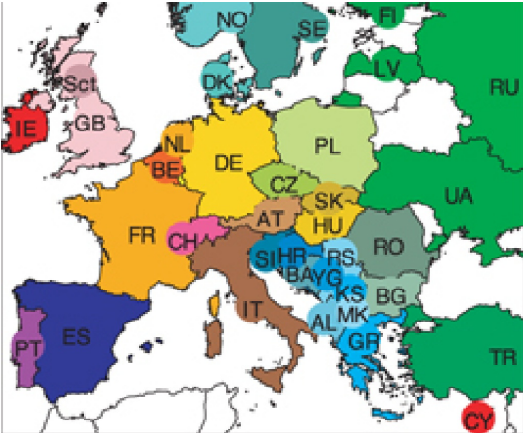 NO
SE
FI
DK
LV
RU
Sct
IE
GB
NL
BE
DE
PL
UA
CZ
SK
AT
HU
FR
CH
RO
SI
HR
RS
BA
YG
KS
BG
IT
MK
AL
GR
PT
ES
TR
CY